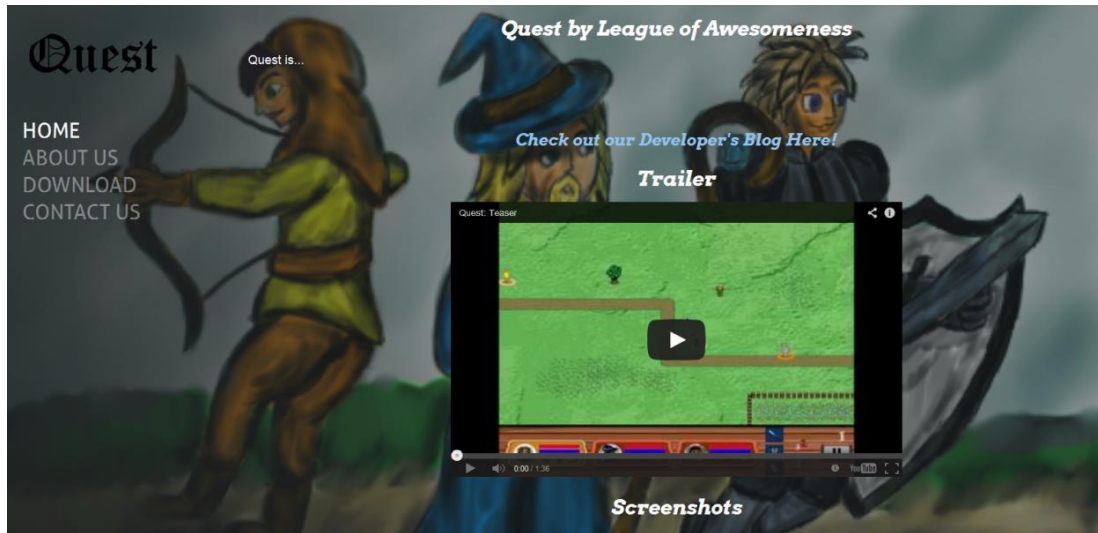 Quest
Quest is...
HOME
ABOUT US
DOWNLOAD
CONTACT US
Quest by League of Awesomeness
Check out our Developer's Blog Here!
Trailer
Quest: Teaser
0:00 / 1:36
YouTube
Screenshots